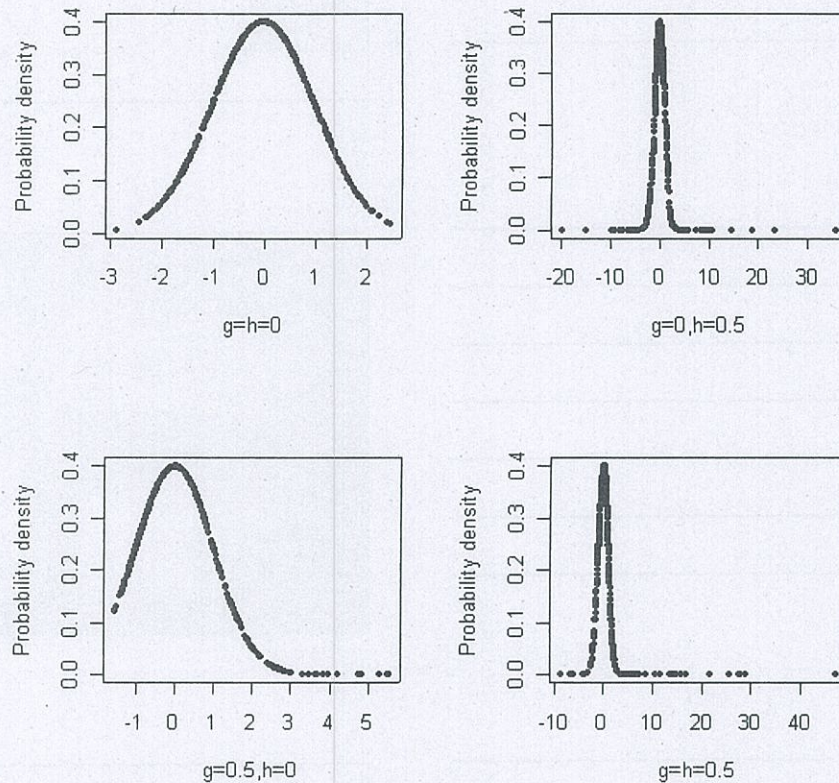 Probability density
0.0 0.1 0.2 0.3 0.4
-3 -2 -1 0 1 2
g=h=0
Probability density
0.0 0.1 0.2 0.3 0.4
-20 -10 0 10 20 30
g=0,h=0.5
Probability density
0.0 0.1 0.2 0.3 0.4
-1 0 1 2 3 4 5
g=0.5,h=0
Probability density
0.0 0.1 0.2 0.3 0.4
-10 0 10 20 30 40
g=h=0.5